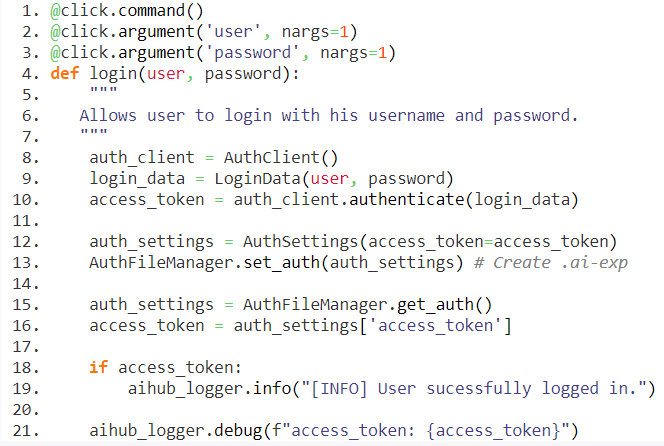 1. @click.command()
2. @click.argument('user', nargs=1)
3. @click.argument('password', nargs=1)
4. def login(user, password):
5.     """
6.    Allows user to login with his username and password.
7.    """
8.     auth_client = AuthClient()
9.     login_data = LoginData(user, password)
10.     access_token = auth_client.authenticate(login_data)
11.
12.     auth_settings = AuthSettings(access_token=access_token)
13.     AuthFileManager.set_auth(auth_settings) # Create .ai-exp
14.
15.     auth_settings = AuthFileManager.get_auth()
16.     access_token = auth_settings['access_token']
17.
18.     if access_token:
19.         aihub_logger.info("[INFO] User sucessfully logged in.")
20.
21.     aihub_logger.debug(f"access_token: {access_token}")